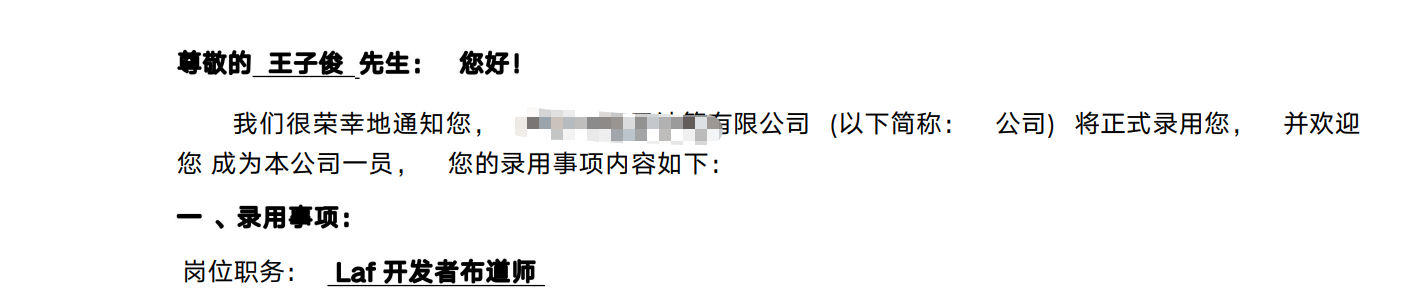 尊敬的 王子俊 先生： 您好！
我们很荣幸地通知您， 有限公司 (以下简称： 公司) 将正式录用您， 并欢迎
您 成为本公司一员， 您的录用事项内容如下：
一 、录用事项：
岗位职务： Laf 开发者布道师